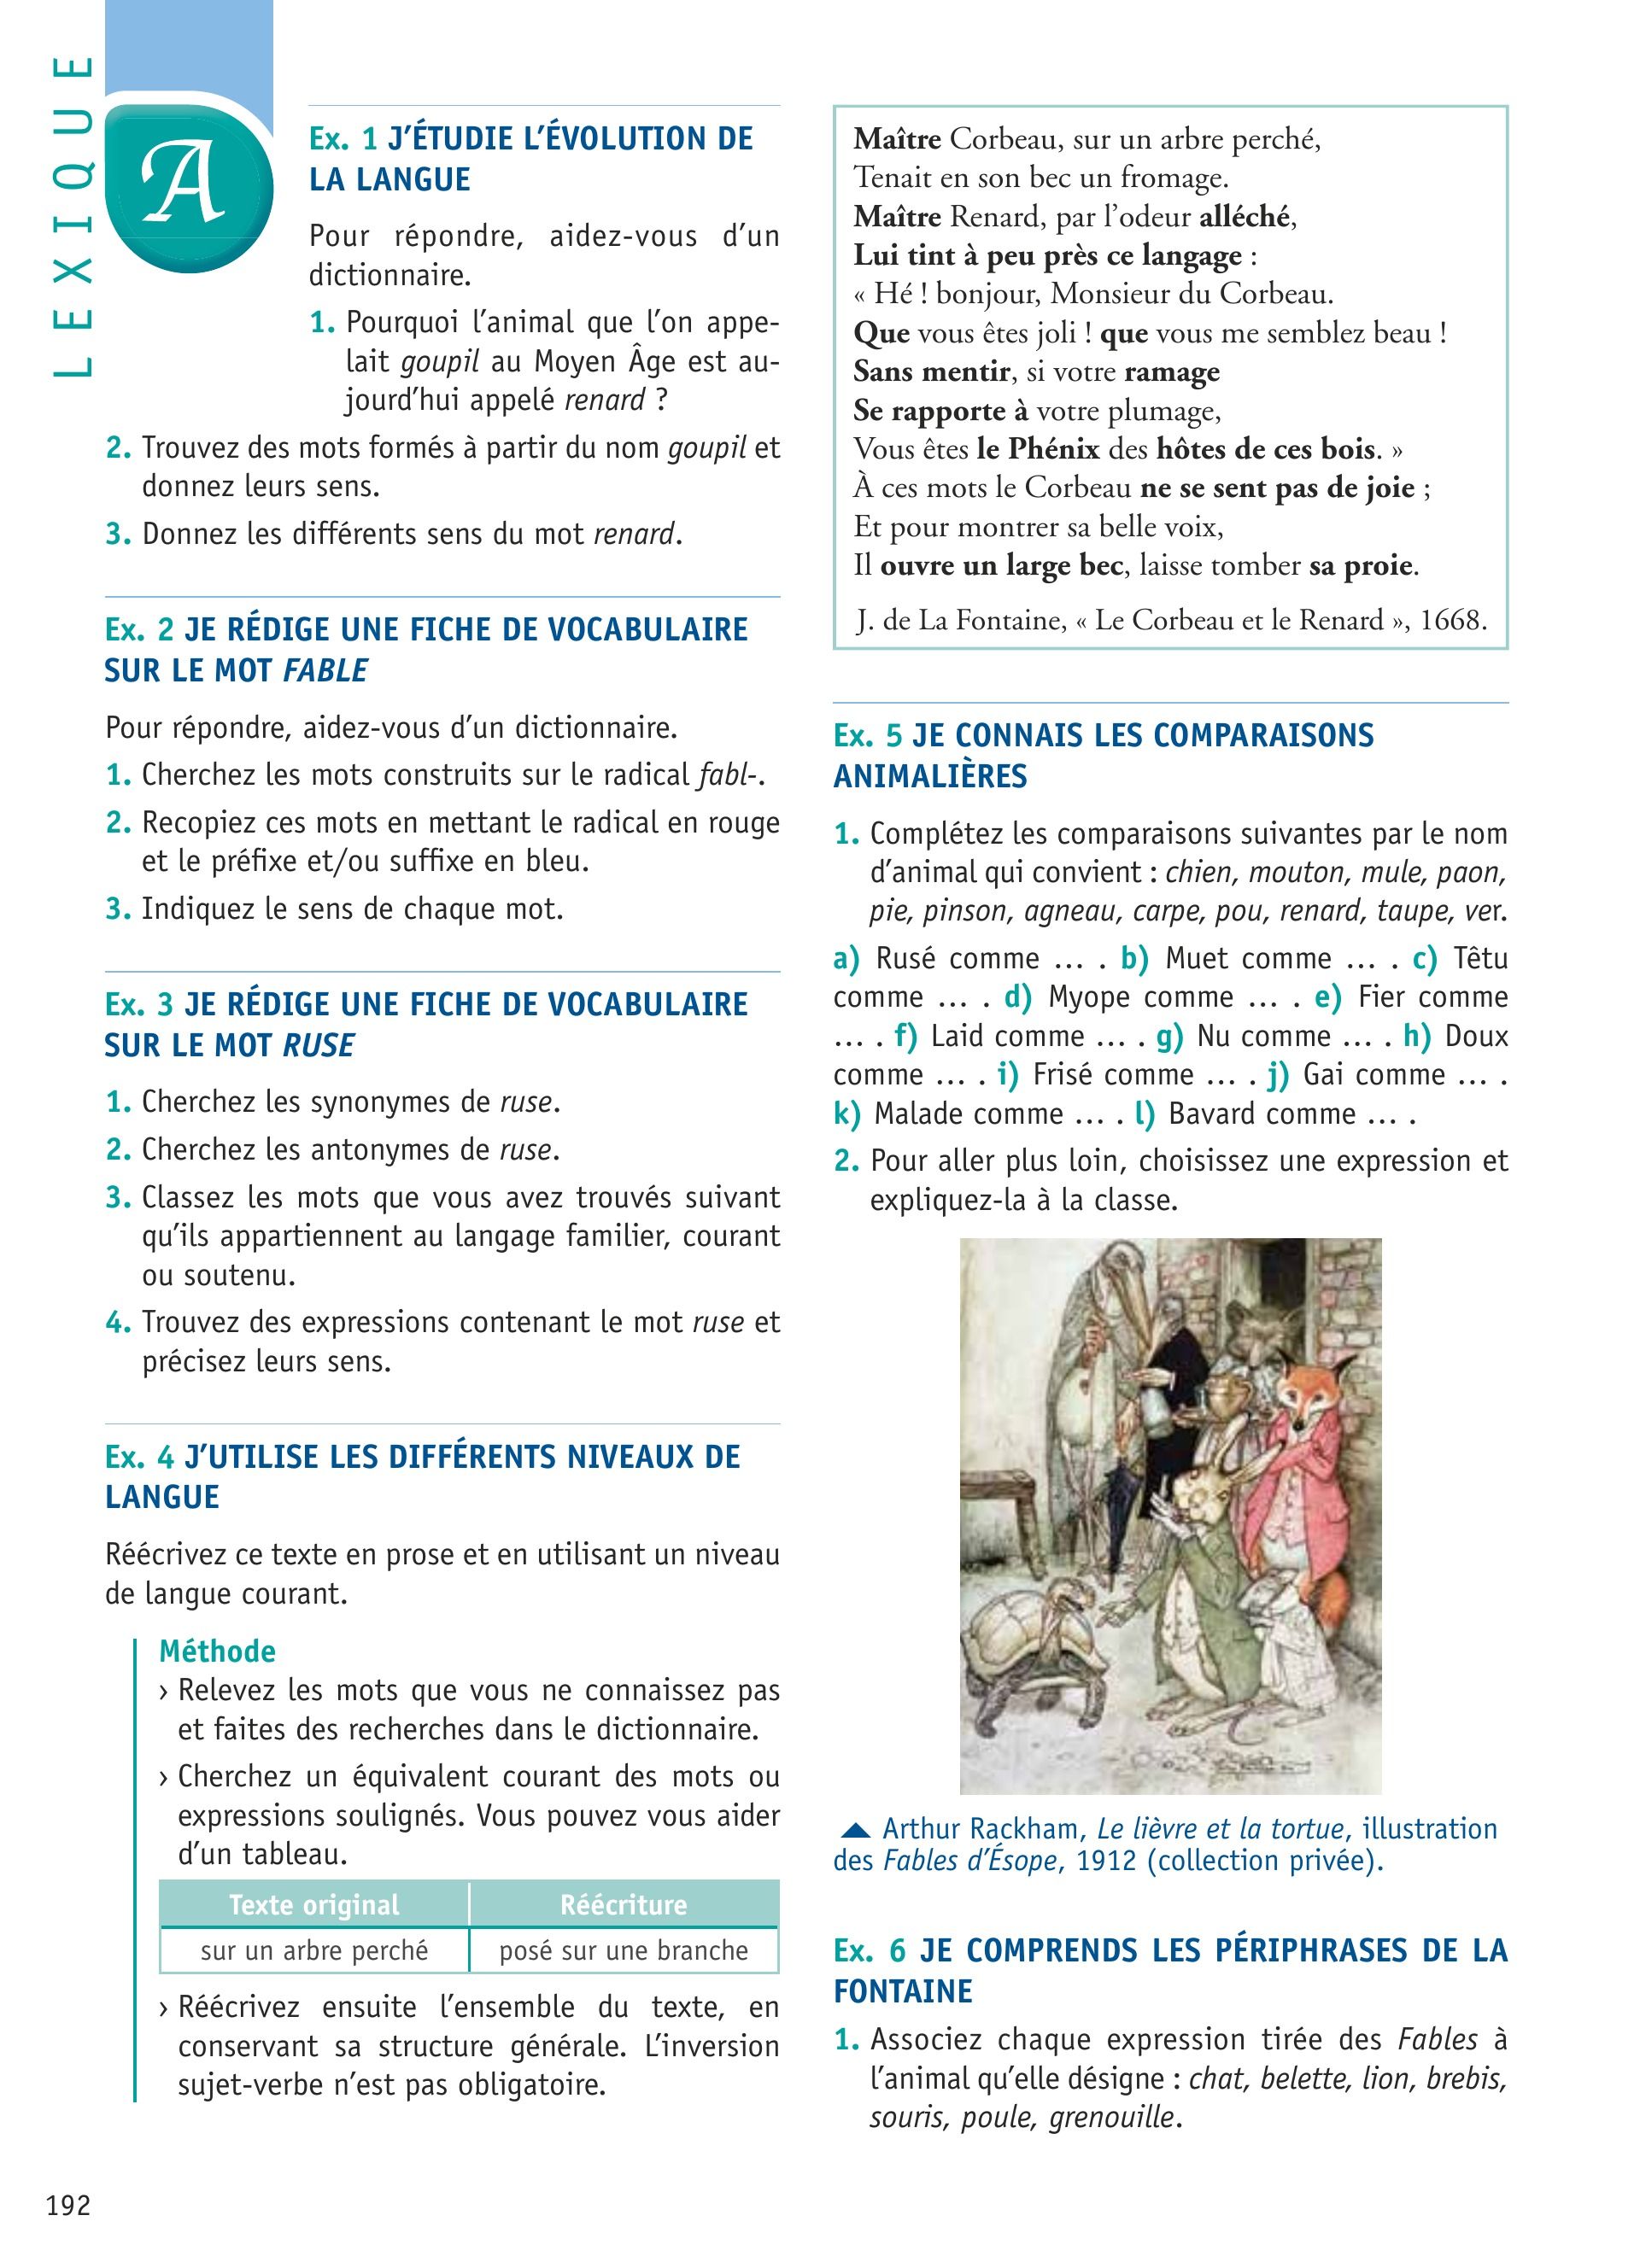 LEXIQUE
A
Ex. 1 J’ÉTUDIE L’ÉVOLUTION DE
LA LANGUE
Pour répondre, aidez-vous d’un
dictionnaire.
1. Pourquoi l’animal que l’on appe-
lait goupil au Moyen Âge est au-
jourd’hui appelé renard ?
2. Trouvez des mots formés à partir du nom goupil et
donnez leurs sens.
3. Donnez les différents sens du mot renard.
Ex. 2 JE RÉDIGE UNE FICHE DE VOCABULAIRE
SUR LE MOT FABLE
Pour répondre, aidez-vous d’un dictionnaire.
1. Cherchez les mots construits sur le radical fabl-.
2. Recopiez ces mots en mettant le radical en rouge
et le préfixe et/ou suffixe en bleu.
3. Indiquez le sens de chaque mot.
Ex. 3 JE RÉDIGE UNE FICHE DE VOCABULAIRE
SUR LE MOT RUSE
1. Cherchez les synonymes de ruse.
2. Cherchez les antonymes de ruse.
3. Classez les mots que vous avez trouvés suivant
qu’ils appartiennent au langage familier, courant
ou soutenu.
4. Trouvez des expressions contenant le mot ruse et
précisez leurs sens.
Ex. 4 J’UTILISE LES DIFFÉRENTS NIVEAUX DE
LANGUE
Réécrivez ce texte en prose et en utilisant un niveau
de langue courant.
Méthode
› Relevez les mots que vous ne connaissez pas
et faites des recherches dans le dictionnaire.
› Cherchez un équivalent courant des mots ou
expressions soulignés. Vous pouvez vous aider
d’un tableau.
Texte original Réécriture
sur un arbre perché posé sur une branche
› Réécrivez ensuite l’ensemble du texte, en
conservant sa structure générale. L’inversion
sujet-verbe n’est pas obligatoire.
Maître Corbeau, sur un arbre perché,
Tenait en son bec un fromage.
Maître Renard, par l’odeur alléché,
Lui tint à peu près ce langage :
« Hé ! bonjour, Monsieur du Corbeau.
Que vous êtes joli ! que vous me semblez beau !
Sans mentir, si votre ramage
Se rapporte à votre plumage,
Vous êtes le Phénix des hôtes de ces bois. »
À ces mots le Corbeau ne se sent pas de joie ;
Et pour montrer sa belle voix,
Il ouvre un large bec, laisse tomber sa proie.
J. de La Fontaine, « Le Corbeau et le Renard », 1668.
Ex. 5 JE CONNAIS LES COMPARAISONS
ANIMALIÈRES
1. Complétez les comparaisons suivantes par le nom
d’animal qui convient : chien, mouton, mule, paon,
pie, pinson, agneau, carpe, pou, renard, taupe, ver.
a) Rusé comme … . b) Muet comme … . c) Têtu
comme … . d) Myope comme … . e) Fier comme
… . f) Laid comme … . g) Nu comme … . h) Doux
comme … . i) Frisé comme … . j) Gai comme … .
k) Malade comme … . l) Bavard comme … .
2. Pour aller plus loin, choisissez une expression et
expliquez-la à la classe.
Arthur Rackham, Le lièvre et la tortue, illustration
des Fables d’Ésope, 1912 (collection privée).
Ex. 6 JE COMPRENDS LES PÉRIPHRASES DE LA
FONTAINE
1. Associez chaque expression tirée des Fables à
l’animal qu’elle désigne : chat, belette, lion, brebis,
souris, poule, grenouille.
192